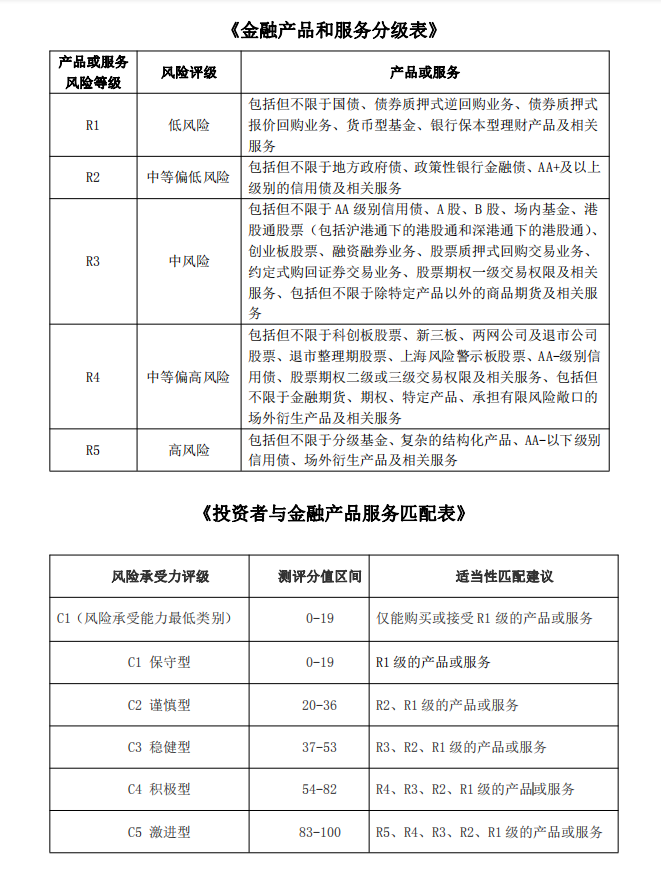 《金融产品和服务分级表》
产品或服务
风险等级
风险评级
产品或服务
R1
低风险
包括但不限于国债、债券质押式逆回购业务、债券质押式
报价回购业务、货币型基金、银行保本型理财产品及相关
服务
R2
中等偏低风险
包括但不限于地方政府债、政策性银行金融债、AA+及以上
级别的信用债及相关服务
R3
中风险
包括但不限于 AA 级别信用债、A 股、B 股、场内基金、港
股通股票（包括沪港通下的港股通和深港通下的港股通）、
创业板股票、融资融券业务、股票质押式回购交易业务、
约定式购回证券交易业务、股票期权一级交易权限及相关
服务、包括但不限于除特定产品以外的商品期货及相关服
务
R4
中等偏高风险
包括但不限于科创板股票、新三板、两网公司及退市公司
股票、退市整理期股票、上海风险警示板股票、AA-级别信
用债、股票期权二级或三级交易权限及相关服务、包括但
不限于金融期货、期权、特定产品、承担有限风险敞口的
场外衍生产品及相关服务
R5
高风险
包括但不限于分级基金、复杂的结构化产品、AA-以下级别
信用债、场外衍生产品及相关服务
《投资者与金融产品服务匹配表》
风险承受力评级
测评分值区间
适当性匹配建议
C1（风险承受能力最低类别）
0-19
仅能购买或接受 R1 级的产品或服务
C1 保守型
0-19
R1 级的产品或服务
C2 谨慎型
20-36
R2、R1 级的产品或服务
C3 稳健型
37-53
R3、R2、R1 级的产品或服务
C4 积极型
54-82
R4、R3、R2、R1 级的产品或服务
C5 激进型
83-100
R5、R4、R3、R2、R1 级的产品或服务